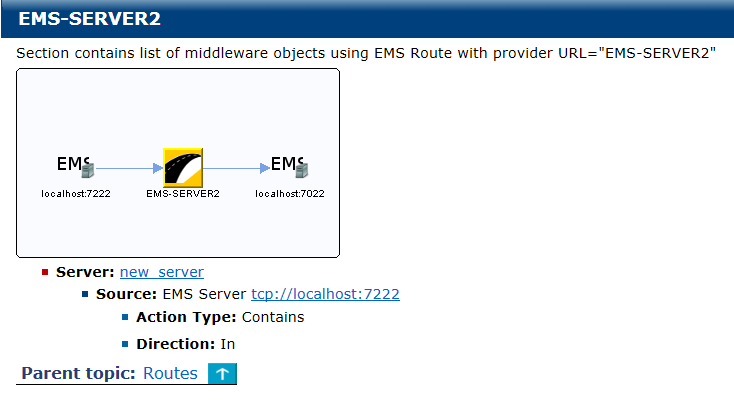 EMS-SERVER2
Section contains list of middleware objects using EMS Route with provider URL="EMS-SERVER2"
EMS EMS
localhost:7222 EMS-SERVER2 localhost:7022
Server: new_server
Source: EMS Server tcp://localhost:7222
Action Type: Contains
Direction: In
Parent topic: Routes